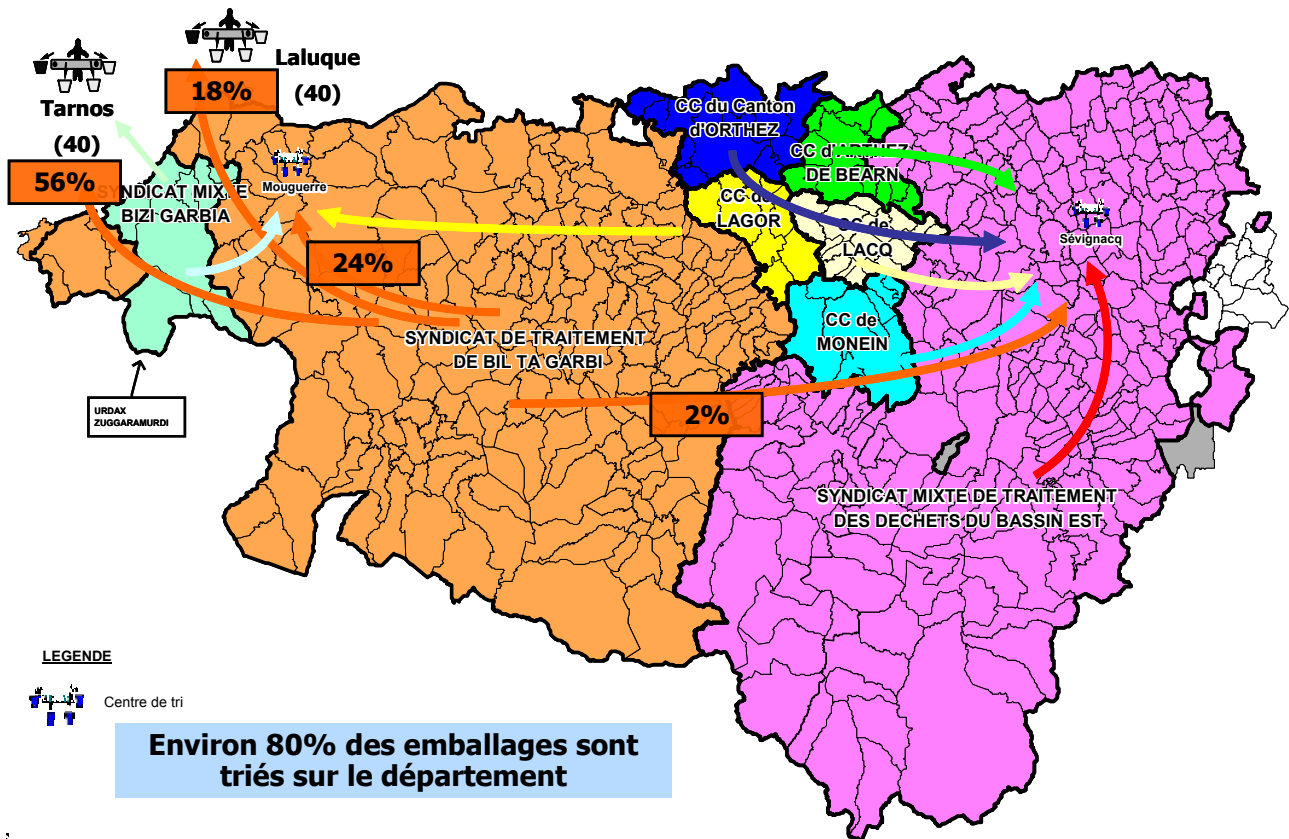 Laluque
18%
(40)
Tarnos
(40)
56%
SYNDICAT MIXTE
BIZI GARBIA
Mouguerre
24%
SYNDICAT DE TRAITEMENT
DE BIL TA GARBI
CC du Canton
d'ORTHEZ
CC d'ARTHEZ
DE BEARN
CC de
LAGOR
CC de
LACQ
CC de
MONEIN
Sévignacq
2%
SYNDICAT MIXTE DE TRAITEMENT
DES DECHETS DU BASSIN EST
URDAX
ZUGGARAMURDI
LEGENDE
Centre de tri
Environ 80% des emballages sont
triés sur le département